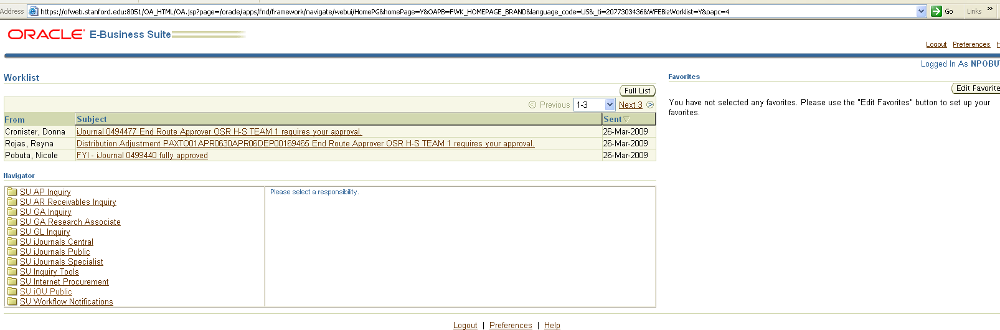 Address https://ofweb.stanford.edu:8051/OA_HTML/OA.jsp?page=/oracle/apps/fnd/framework/navigate/webui/HomePG&homePage=Y&OAPB=FWK_HOMEPAGE_BRAND&language_code=US&_ti=2077303436&WFEBizWorklist=Y&oapc=4 Go Links »
ORACLE E-Business Suite
Logout Preferences H
Logged In As NPOBU
Worklist
Favorites
Full List
Edit Favorite
Previous 1-3 Next 3
You have not selected any favorites. Please use the "Edit Favorites" button to set up your
favorites.
From Subject Sent
Cronister, Donna iJournal 0494477 End Route Approver OSR H-S TEAM 1 requires your approval. 26-Mar-2009
Rojas, Reyna Distribution Adjustment PAXTO01APR0630APR06DEP00169465 End Route Approver OSR H-S TEAM 1 requires your approval. 26-Mar-2009
Pobuta, Nicole FYI - iJournal 0499440 fully approved 26-Mar-2009
Navigator
SU AP Inquiry
Please select a responsibility.
SU AR Receivables Inquiry
SU GA Inquiry
SU GA Research Associate
SU GL Inquiry
SU iJournals Central
SU iJournals Public
SU iJournals Specialist
SU Inquiry Tools
SU Internet Procurement
SU iOU Public
SU Workflow Notifications
Logout | Preferences | Help